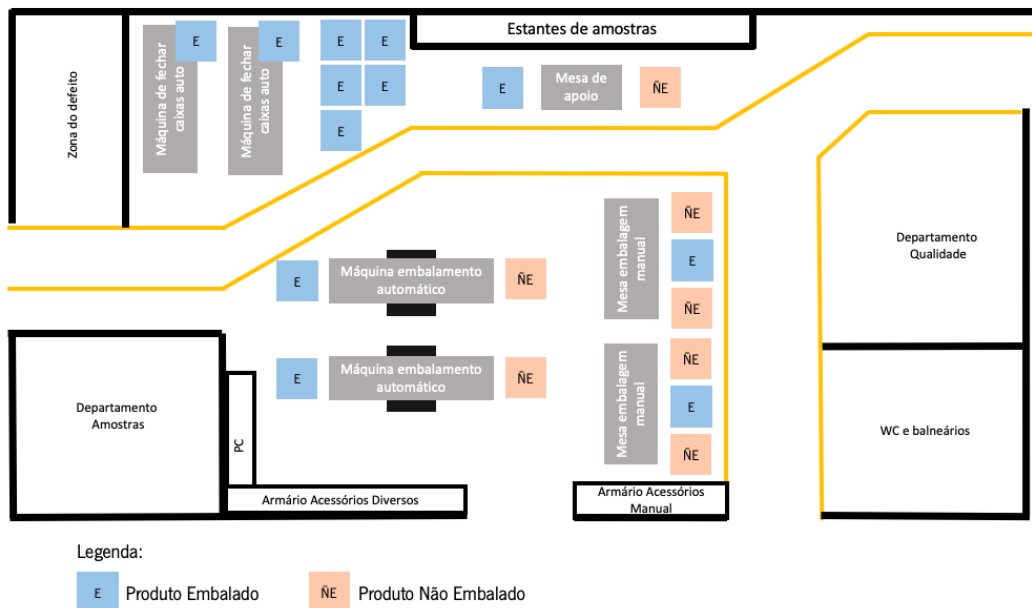 Estantes de amostras
Zona do defeito
Máquina de fechar
caixas auto
E
Máquina de fechar
caixas auto
E
E
E
E
E
E
E
Mesa de
apoio
ÑE
Mesa embalagem
manual
ÑE
E
ÑE
Departamento
Qualidade
E
Máquina embalamento
automático
ÑE
E
Máquina embalamento
automático
ÑE
Mesa embalagem
manual
ÑE
E
ÑE
Departamento
Amostras
PC
WC e balneários
Armário Acessórios Diversos
Armário Acessórios
Manual
Legenda:
E Produto Embalado
ÑE Produto Não Embalado